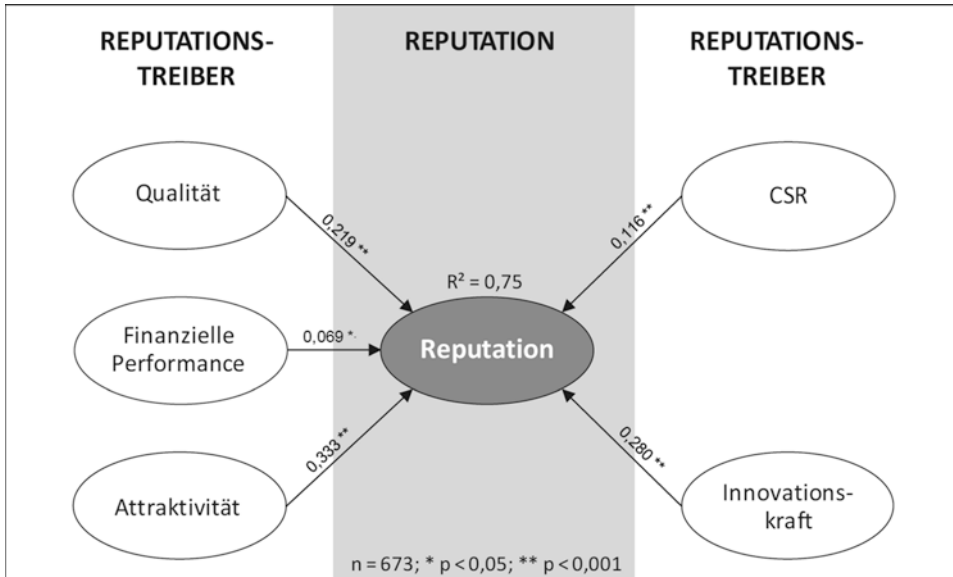 REPUTATIONS-
TREIBER
REPUTATION
REPUTATIONS-
TREIBER
Qualität
CSR
0,219 **
0,116 **
R² = 0,75
Finanzielle
Performance
0,069 *
Reputation
0,333 **
0,280 **
Attraktivität
Innovations-
kraft
n = 673; * p < 0,05; ** p < 0,001